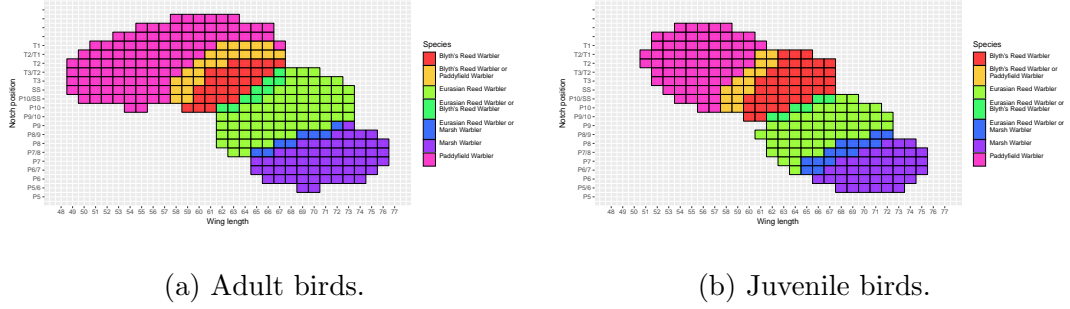 Notch position
T1
T2/T1
T2
T3/T2
T3
SS
P10/SS
P10
P9/10
P9
P8/9
P8
P7/8
P7
P6/7
P6
P5/6
P5
48 49 50 51 52 53 54 55 56 57 58 59 60 61 62 63 64 65 66 67 68 69 70 71 72 73 74 75 76 77
Wing length
Species
Blyth's Reed Warbler
Blyth's Reed Warbler or
Paddyfield Warbler
Eurasian Reed Warbler
Eurasian Reed Warbler or
Blyth's Reed Warbler
Eurasian Reed Warbler or
Marsh Warbler
Marsh Warbler
Paddyfield Warbler
(a) Adult birds.
Notch position
T1
T2/T1
T2
T3/T2
T3
SS
P10/SS
P10
P9/10
P9
P8/9
P8
P7/8
P7
P6/7
P6
P5/6
P5
48 49 50 51 52 53 54 55 56 57 58 59 60 61 62 63 64 65 66 67 68 69 70 71 72 73 74 75 76 77
Wing length
Species
Blyth's Reed Warbler
Blyth's Reed Warbler or
Paddyfield Warbler
Eurasian Reed Warbler
Eurasian Reed Warbler or
Blyth's Reed Warbler
Eurasian Reed Warbler or
Marsh Warbler
Marsh Warbler
Paddyfield Warbler
(b) Juvenile birds.